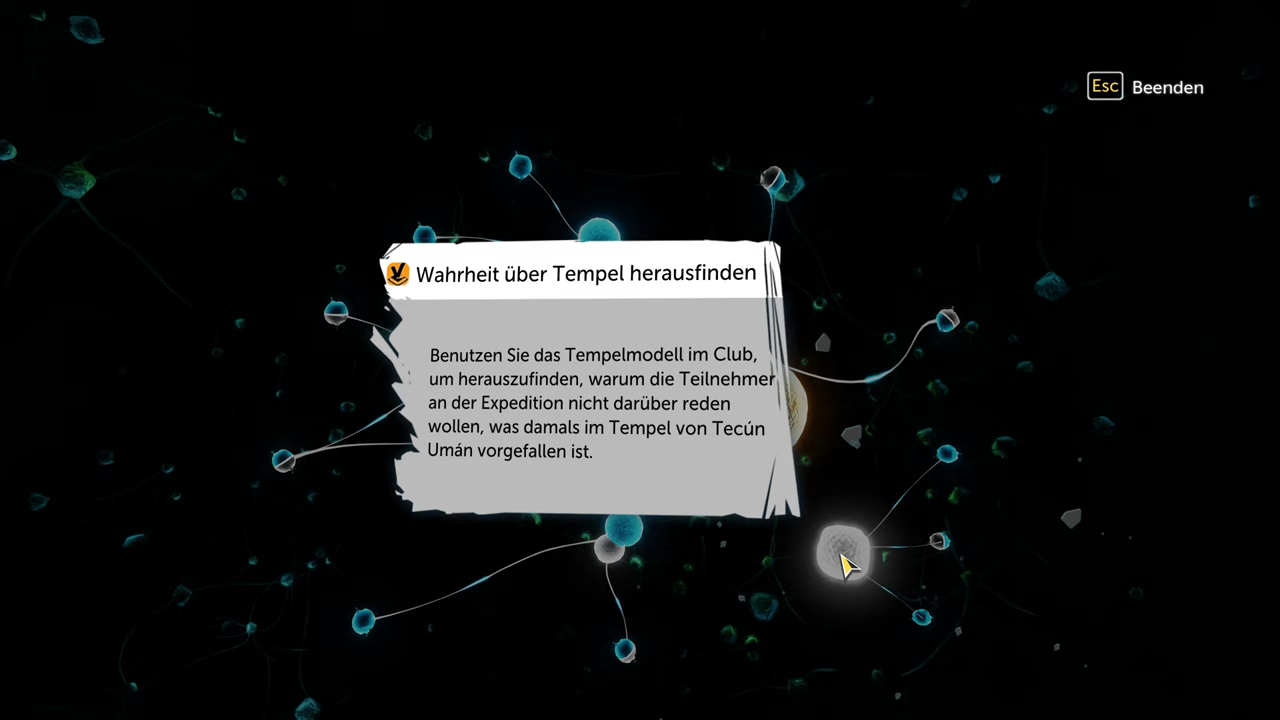 Esc Beenden
Wahrheit über Tempel herausfinden
Benutzen Sie das Tempelmodell im Club,
um herauszufinden, warum die Teilnehmer
an der Expedition nicht darüber reden
wollen, was damals im Tempel von Tecún
Umán vorgefallen ist.